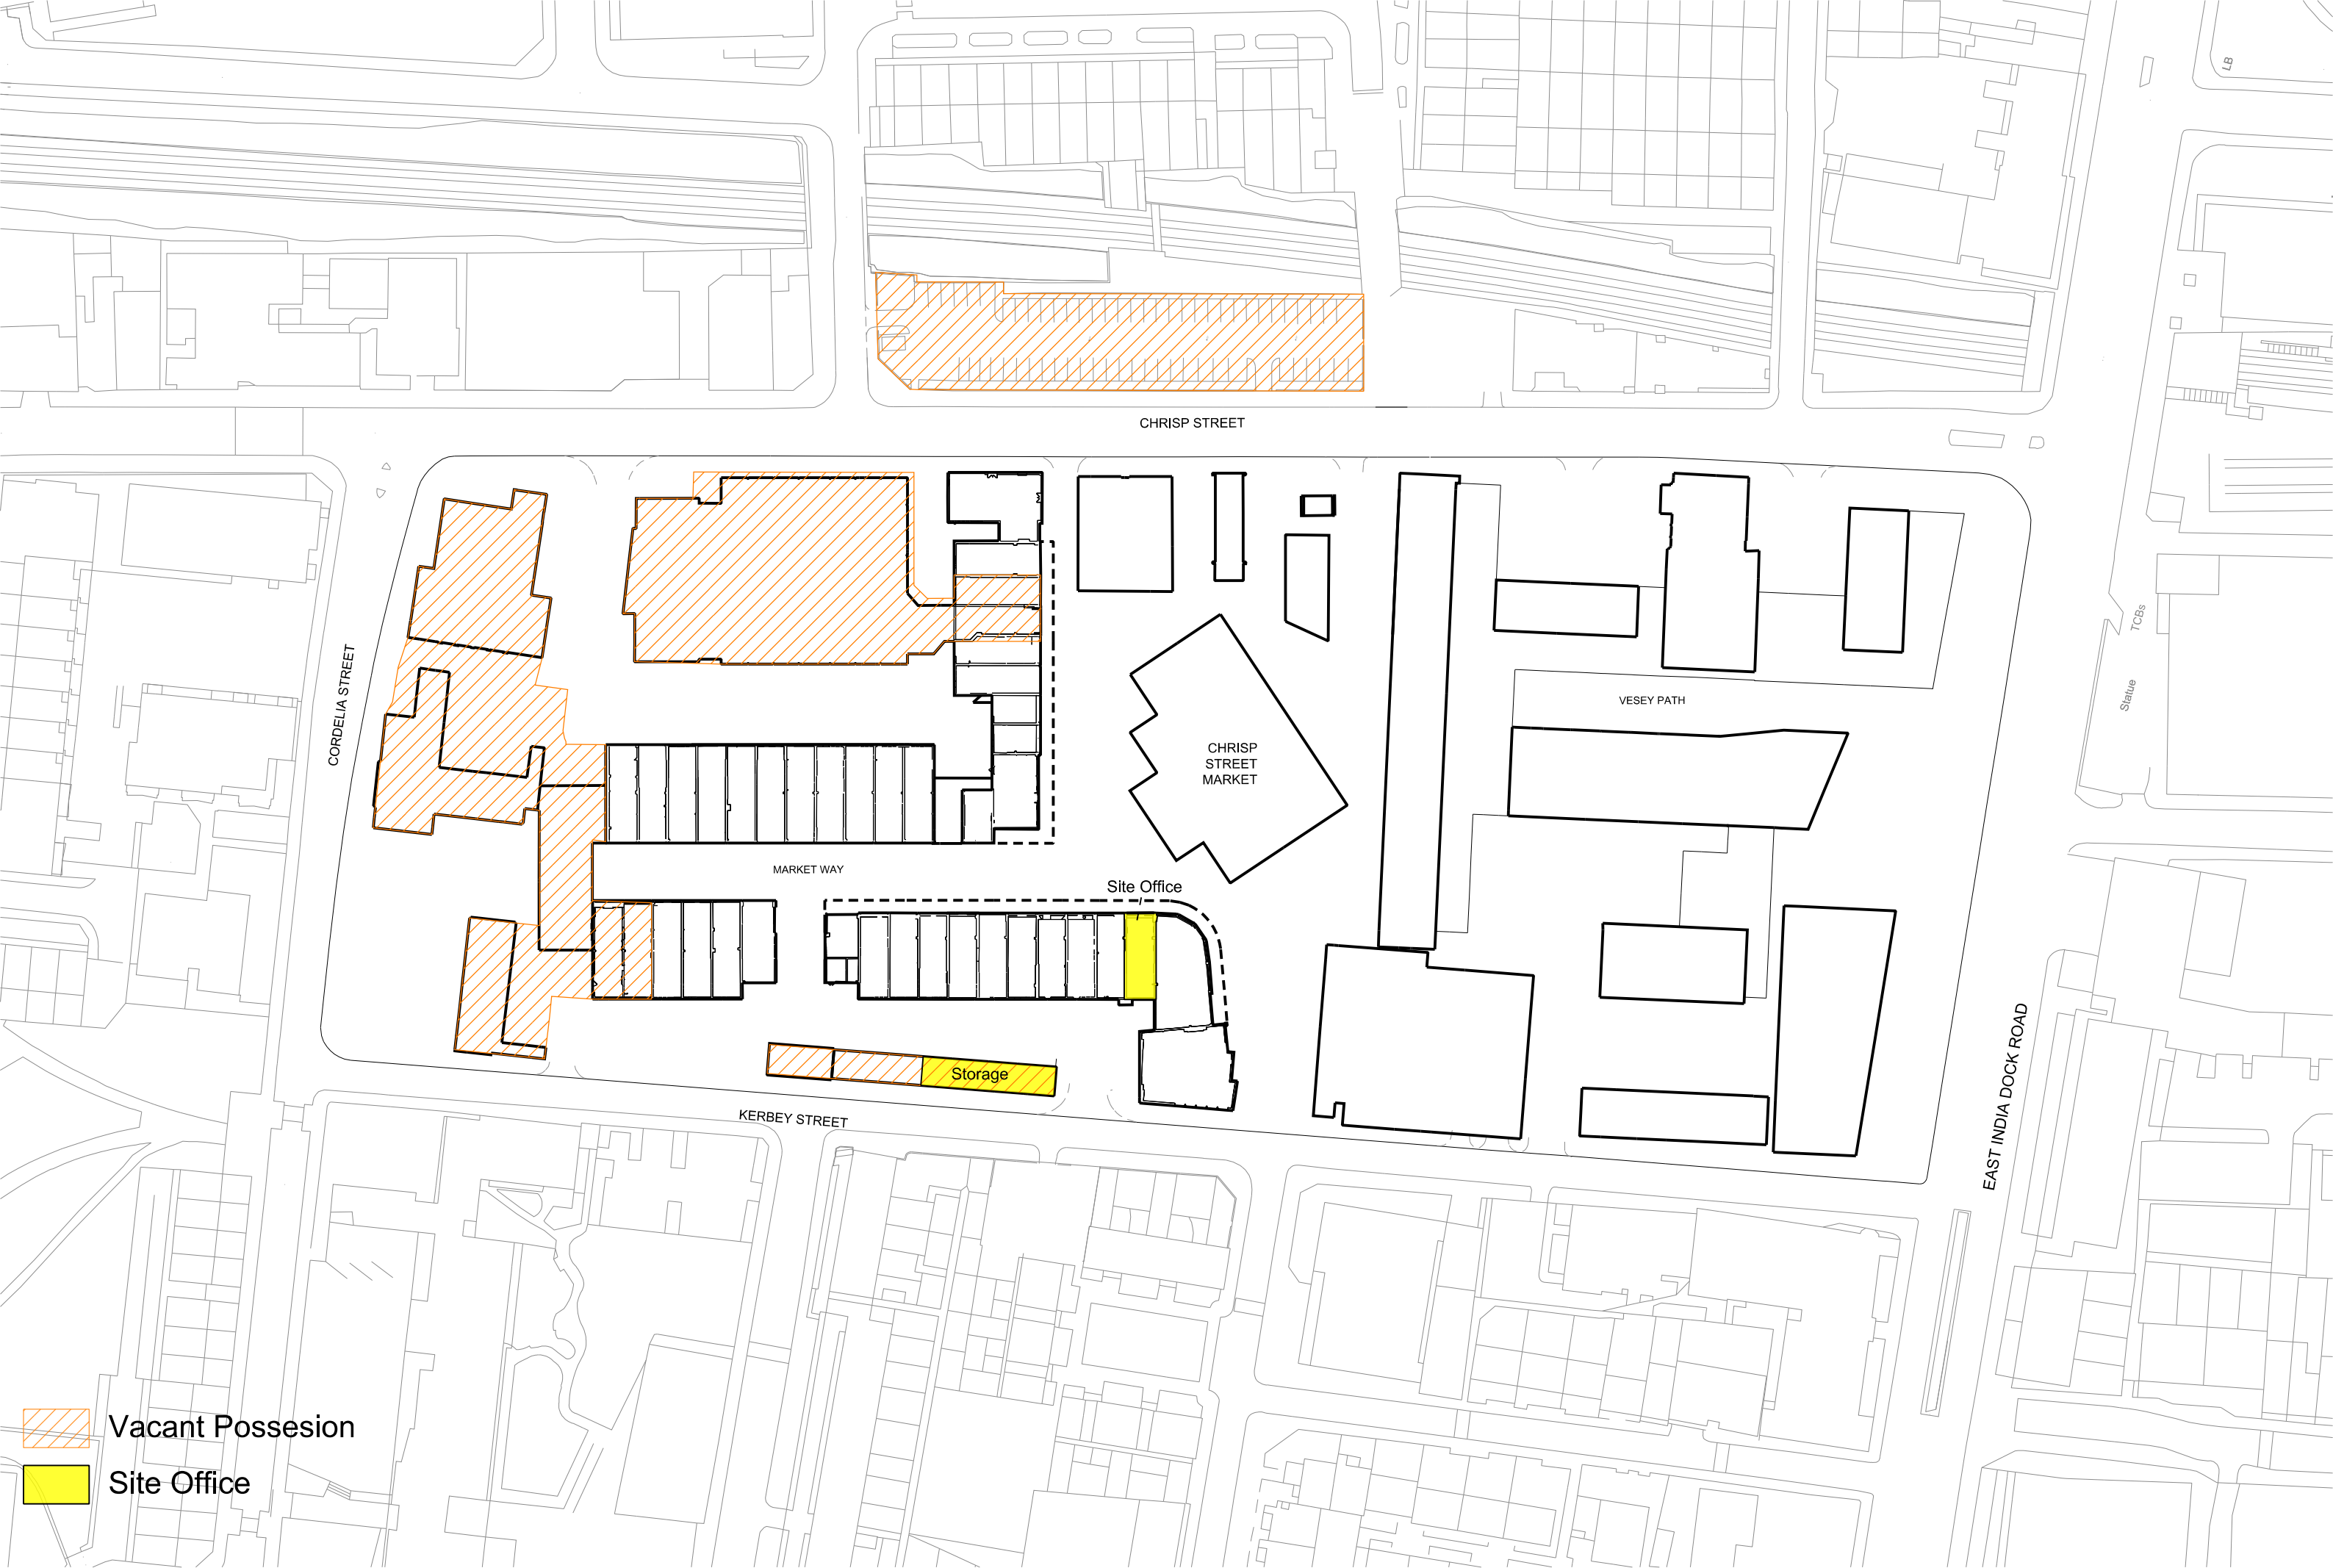 LB
CHRISP STREET
TCBs
CORDELIA STREET
Statue
VESEY PATH
CHRISP
STREET
MARKET
MARKET WAY
Site Office
EAST INDIA DOCK ROAD
Storage
KERBEY STREET
Vacant Possesion
Site Office